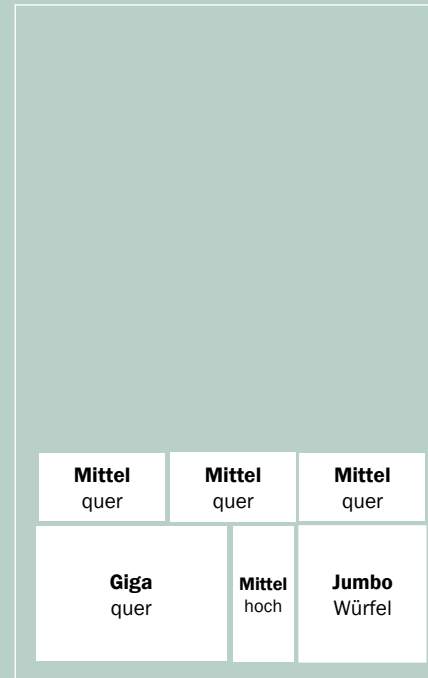 Mittel
quer
Mittel
quer
Mittel
quer
Giga
quer
Mittel
hoch
Jumbo
Würfel